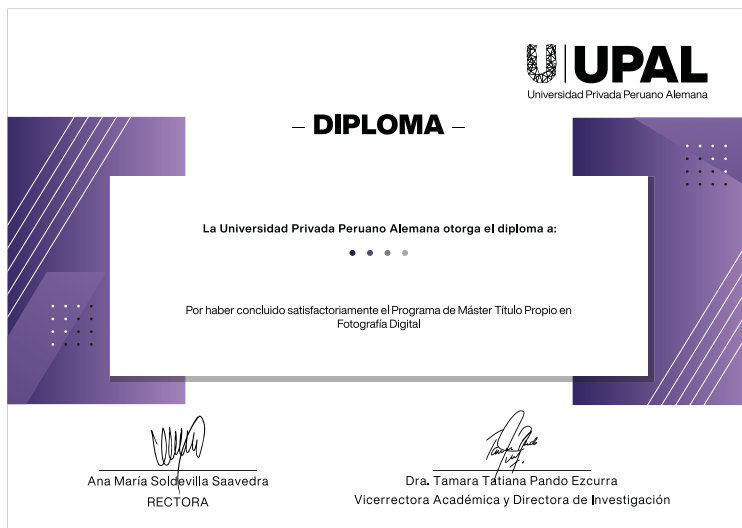 UPAL
Universidad Privada Peruano Alemana
– DIPLOMA –
La Universidad Privada Peruano Alemana otorga el diploma a:
Por haber concluido satisfactoriamente el Programa de Máster Título Propio en
Fotografía Digital
Ana María Soldevilla Saavedra
RECTORA
Dra. Tamara Tatiana Pando Ezcurra
Vicerrectora Académica y Directora de Investigación